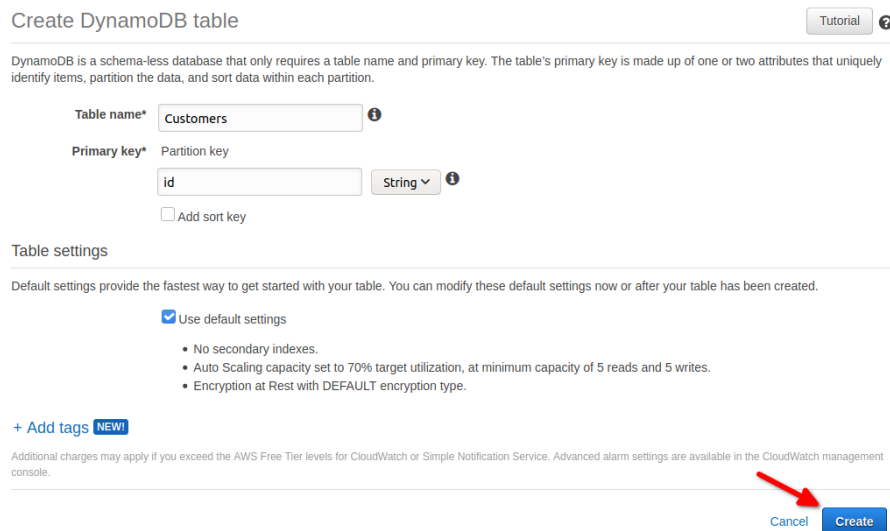 Create DynamoDB table
Tutorial
DynamoDB is a schema-less database that only requires a table name and primary key. The table's primary key is made up of one or two attributes that uniquely
identify items, partition the data, and sort data within each partition.
Table name*
Customers
Primary key*
Partition key
id
String
Add sort key
Table settings
Default settings provide the fastest way to get started with your table. You can modify these default settings now or after your table has been created.
Use default settings
No secondary indexes.
Auto Scaling capacity set to 70% target utilization, at minimum capacity of 5 reads and 5 writes.
Encryption at Rest with DEFAULT encryption type.
+ Add tags NEW!
Additional charges may apply if you exceed the AWS Free Tier levels for CloudWatch or Simple Notification Service. Advanced alarm settings are available in the CloudWatch management
console.
Cancel
Create